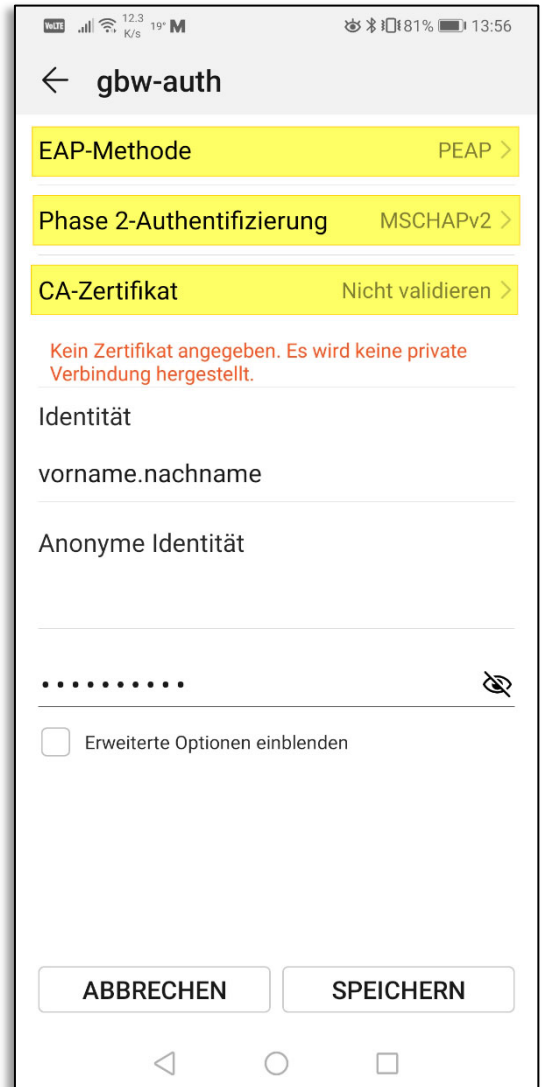 VoLTE 12.3 K/s 19° M 81% 13:56
gbw-auth
EAP-Methode PEAP
Phase 2-Authentifizierung MSCHAPv2
CA-Zertifikat Nicht validieren
Kein Zertifikat angegeben. Es wird keine private
Verbindung hergestellt.
Identität
vorname.nachname
Anonyme Identität
Erweiterte Optionen einblenden
ABBRECHEN SPEICHERN